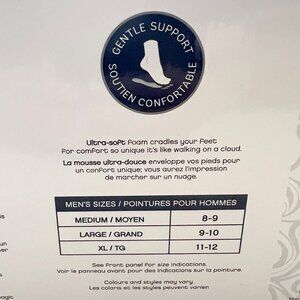 GENTLE SUPPORT
SOUTIEN CONFORTABLE
Ultra-soft foam cradles your feet
for comfort so unique it's like walking on a cloud.
La mousse ultra-douce enveloppe vos pieds pour
un confort unique; vous aurez l'impression
de marcher sur un nuage.
MEN'S SIZES / POINTURES POUR HOMMES
MEDIUM / MOYEN 8-9
LARGE / GRAND 9-10
XL / TG 11-12
See front panel for size indications.
Voir le panneau avant pour des indications sur la pointure.
Colours and styles may vary
Les coloris et les styles peuvent varier